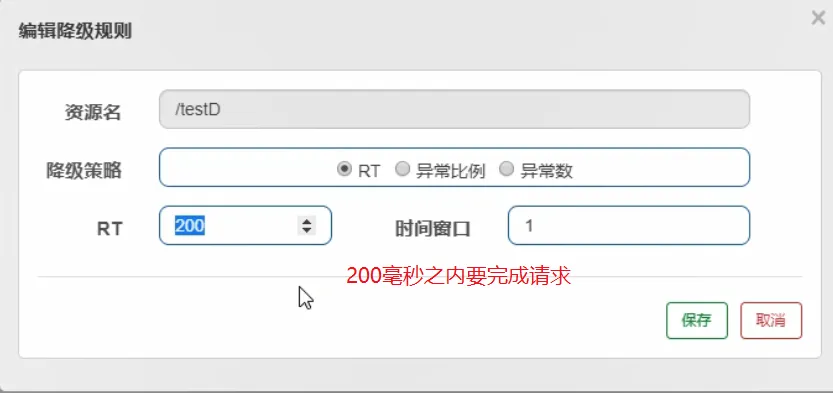 编辑降级规则
资源名 /testD
降级策略 RT 异常比例 异常数
RT 200 时间窗口 1
200毫秒之内要完成请求
保存 取消